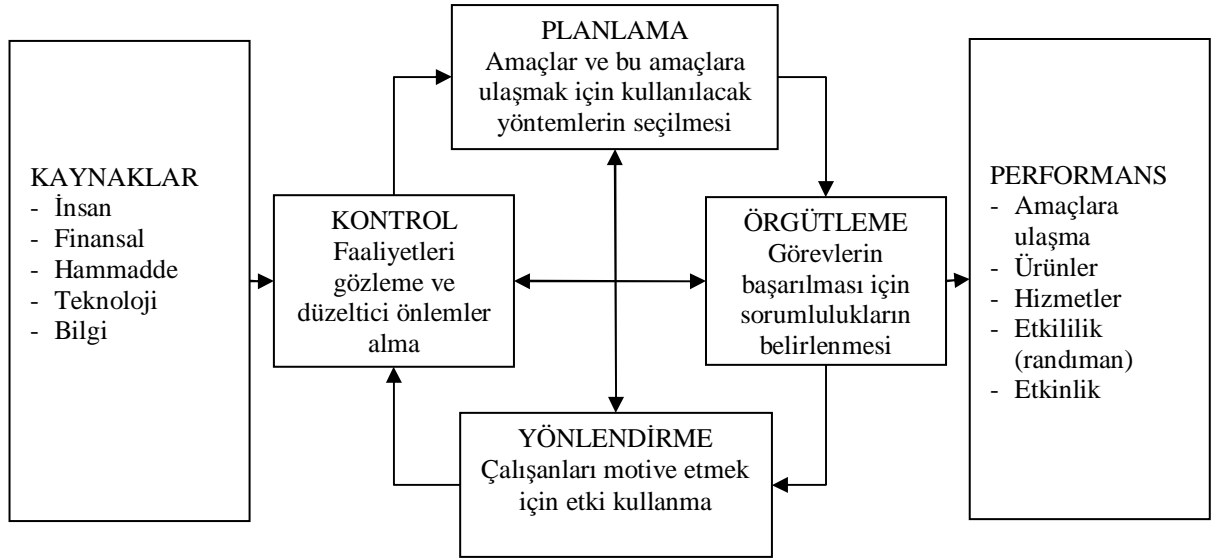 PLANLAMA
Amaçlar ve bu amaçlara
ulaşmak için kullanılacak
yöntemlerin seçilmesi
KAYNAKLAR
- İnsan
- Finansal
- Hammadde
- Teknoloji
- Bilgi
KONTROL
Faaliyetleri
gözleme ve
düzeltici önlemler
alma
ÖRGÜTLEME
Görevlerin
başarılması için
sorumlulukların
belirlenmesi
PERFORMANS
- Amaçlara
ulaşma
- Ürünler
- Hizmetler
- Etkililik
(randıman)
- Etkinlik
YÖNLENDİRME
Çalışanları motive etmek
için etki kullanma